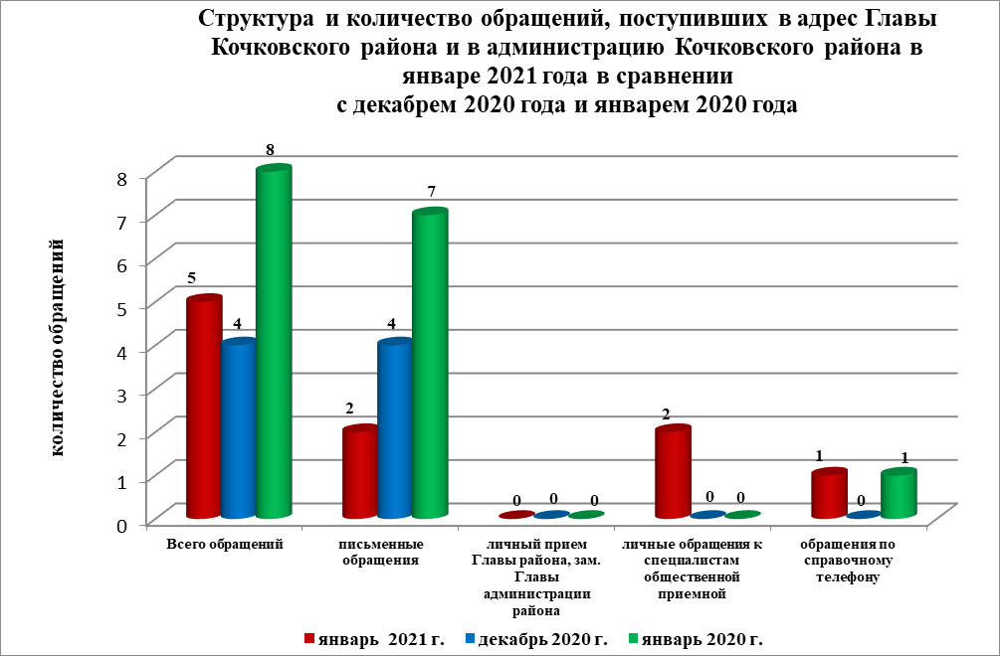 Структура и количество обращений, поступивших в адрес Главы
Кочковского района и в администрацию Кочковского района в
январе 2021 года в сравнении
с декабрем 2020 года и январем 2020 года
количество обращений
8
7
6
5
4
3
2
1
0
5
4
8
2
4
7
0
0
0
2
0
0
1
0
1
Всего обращений
письменные
обращения
личный прием
Главы района, зам.
Главы
администрации
района
личные обращения к
специалистам
общественной
приемной
обращения по
справочному
телефону
январь 2021 г.
декабрь 2020 г.
январь 2020 г.